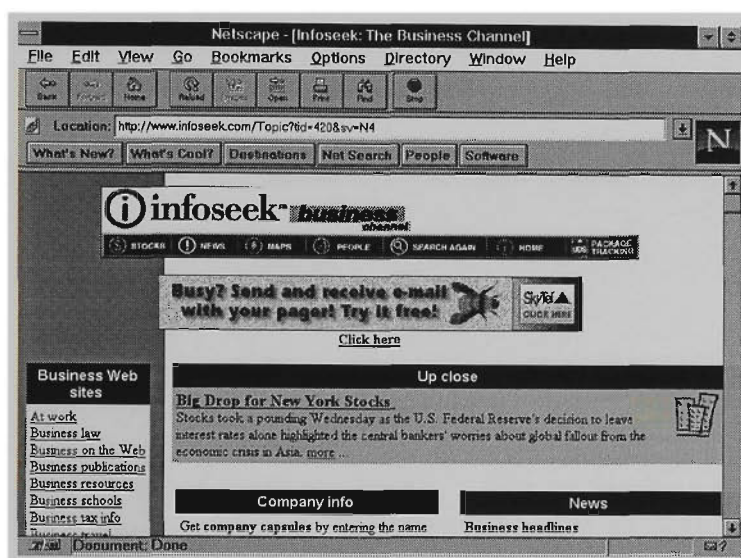 Netscape - [Infoseek: The Business Channel]
File Edit View Go Bookmarks Options Directory Window Help
Back Forward Home Reload Images Open Print Find Stop
Location: http://www.infoseek.com/Topic?tid=420&sv=N4
N
What's New? What's Cool? Destinations Net Search People Software
infoseek business
channel
STOCKS NEWS MAPS PEOPLE SEARCH AGAIN HOME UPS PACKAGE
TRACKING
Busy? Send and receive e-mail
with your pager! Try it free!
SkyTel
CLICK HERE
Click here
Business Web
sites
At work
Business law
Business on the Web
Business publications
Business resources
Business schools
Business tax info
Business travel
Up close
Big Drop for New York Stocks
Stocks took a pounding Wednesday as the U.S. Federal Reserve's decision to leave
interest rates alone highlighted the central bankers' worries about global fallout from the
economic crisis in Asia. more ...
Company info
Get company capsules by entering the name
News
Business headlines
Document: Done